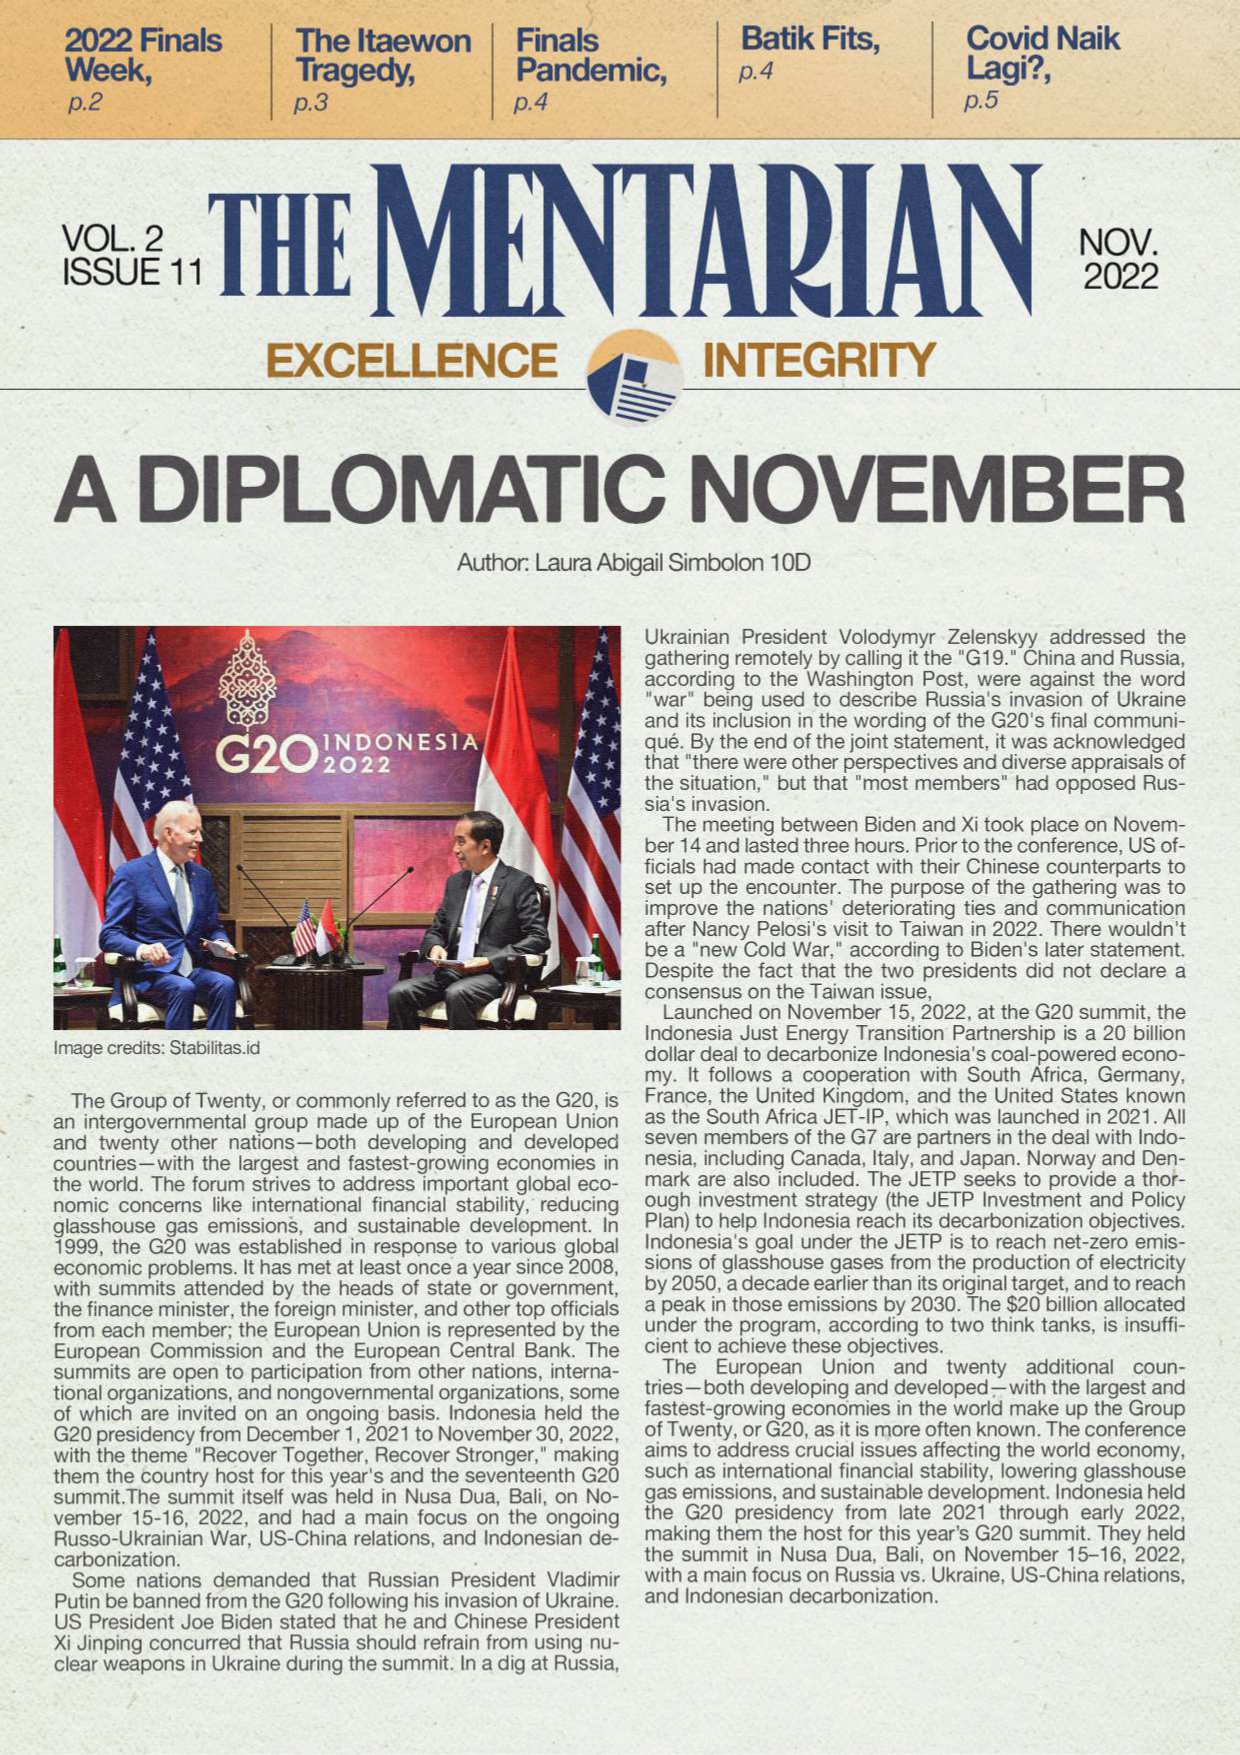 2022 Finals
Week,
p.2
The Itaewon
Tragedy,
p.3
Finals
Pandemic,
p.4
Batik Fits,
p.4
Covid Naik
Lagi?,
p.5
VOL. 2
ISSUE 11
THE MENTARIAN
NOV.
2022
EXCELLENCE INTEGRITY
A DIPLOMATIC NOVEMBER
Author: Laura Abigail Simbolon 10D
G20 INDONESIA
2022
Image credits: Stabilitas.id
The Group of Twenty, or commonly referred to as the G20, is
an intergovernmental group made up of the European Union
and twenty other nations—both developing and developed
countries—with the largest and fastest-growing economies in
the world. The forum strives to address important global eco-
nomic concerns like international financial stability, reducing
glasshouse gas emissions, and sustainable development. In
1999, the G20 was established in response to various global
economic problems. It has met at least once a year since 2008,
with summits attended by the heads of state or government,
the finance minister, the foreign minister, and other top officials
from each member; the European Union is represented by the
European Commission and the European Central Bank. The
summits are open to participation from other nations, interna-
tional organizations, and nongovernmental organizations, some
of which are invited on an ongoing basis. Indonesia held the
G20 presidency from December 1, 2021 to November 30, 2022,
with the theme "Recover Together, Recover Stronger," making
them the country host for this year's and the seventeenth G20
summit.The summit itself was held in Nusa Dua, Bali, on No-
vember 15-16, 2022, and had a main focus on the ongoing
Russo-Ukrainian War, US-China relations, and Indonesian de-
carbonization.
Some nations demanded that Russian President Vladimir
Putin be banned from the G20 following his invasion of Ukraine.
US President Joe Biden stated that he and Chinese President
Xi Jinping concurred that Russia should refrain from using nu-
clear weapons in Ukraine during the summit. In a dig at Russia,
Ukrainian President Volodymyr Zelenskyy addressed the
gathering remotely by calling it the "G19." China and Russia,
according to the Washington Post, were against the word
"war" being used to describe Russia's invasion of Ukraine
and its inclusion in the wording of the G20's final communi-
qué. By the end of the joint statement, it was acknowledged
that "there were other perspectives and diverse appraisals of
the situation," but that "most members" had opposed Rus-
sia's invasion.
The meeting between Biden and Xi took place on Novem-
ber 14 and lasted three hours. Prior to the conference, US of-
ficials had made contact with their Chinese counterparts to
set up the encounter. The purpose of the gathering was to
improve the nations' deteriorating ties and communication
after Nancy Pelosi's visit to Taiwan in 2022. There wouldn't
be a "new Cold War," according to Biden's later statement.
Despite the fact that the two presidents did not declare a
consensus on the Taiwan issue,
Launched on November 15, 2022, at the G20 summit, the
Indonesia Just Energy Transition Partnership is a 20 billion
dollar deal to decarbonize Indonesia's coal-powered econo-
my. It follows a cooperation with South Africa, Germany,
France, the United Kingdom, and the United States known
as the South Africa JET-IP, which was launched in 2021. All
seven members of the G7 are partners in the deal with Indo-
nesia, including Canada, Italy, and Japan. Norway and Den-
mark are also included. The JETP seeks to provide a thor-
ough investment strategy (the JETP Investment and Policy
Plan) to help Indonesia reach its decarbonization objectives.
Indonesia's goal under the JETP is to reach net-zero emis-
sions of glasshouse gases from the production of electricity
by 2050, a decade earlier than its original target, and to reach
a peak in those emissions by 2030. The $20 billion allocated
under the program, according to two think tanks, is insuffi-
cient to achieve these objectives.
The European Union and twenty additional coun-
tries—both developing and developed—with the largest and
fastest-growing economies in the world make up the Group
of Twenty, or G20, as it is more often known. The conference
aims to address crucial issues affecting the world economy,
such as international financial stability, lowering glasshouse
gas emissions, and sustainable development. Indonesia held
the G20 presidency from late 2021 through early 2022,
making them the host for this year's G20 summit. They held
the summit in Nusa Dua, Bali, on November 15–16, 2022,
with a main focus on Russia vs. Ukraine, US-China relations,
and Indonesian decarbonization.